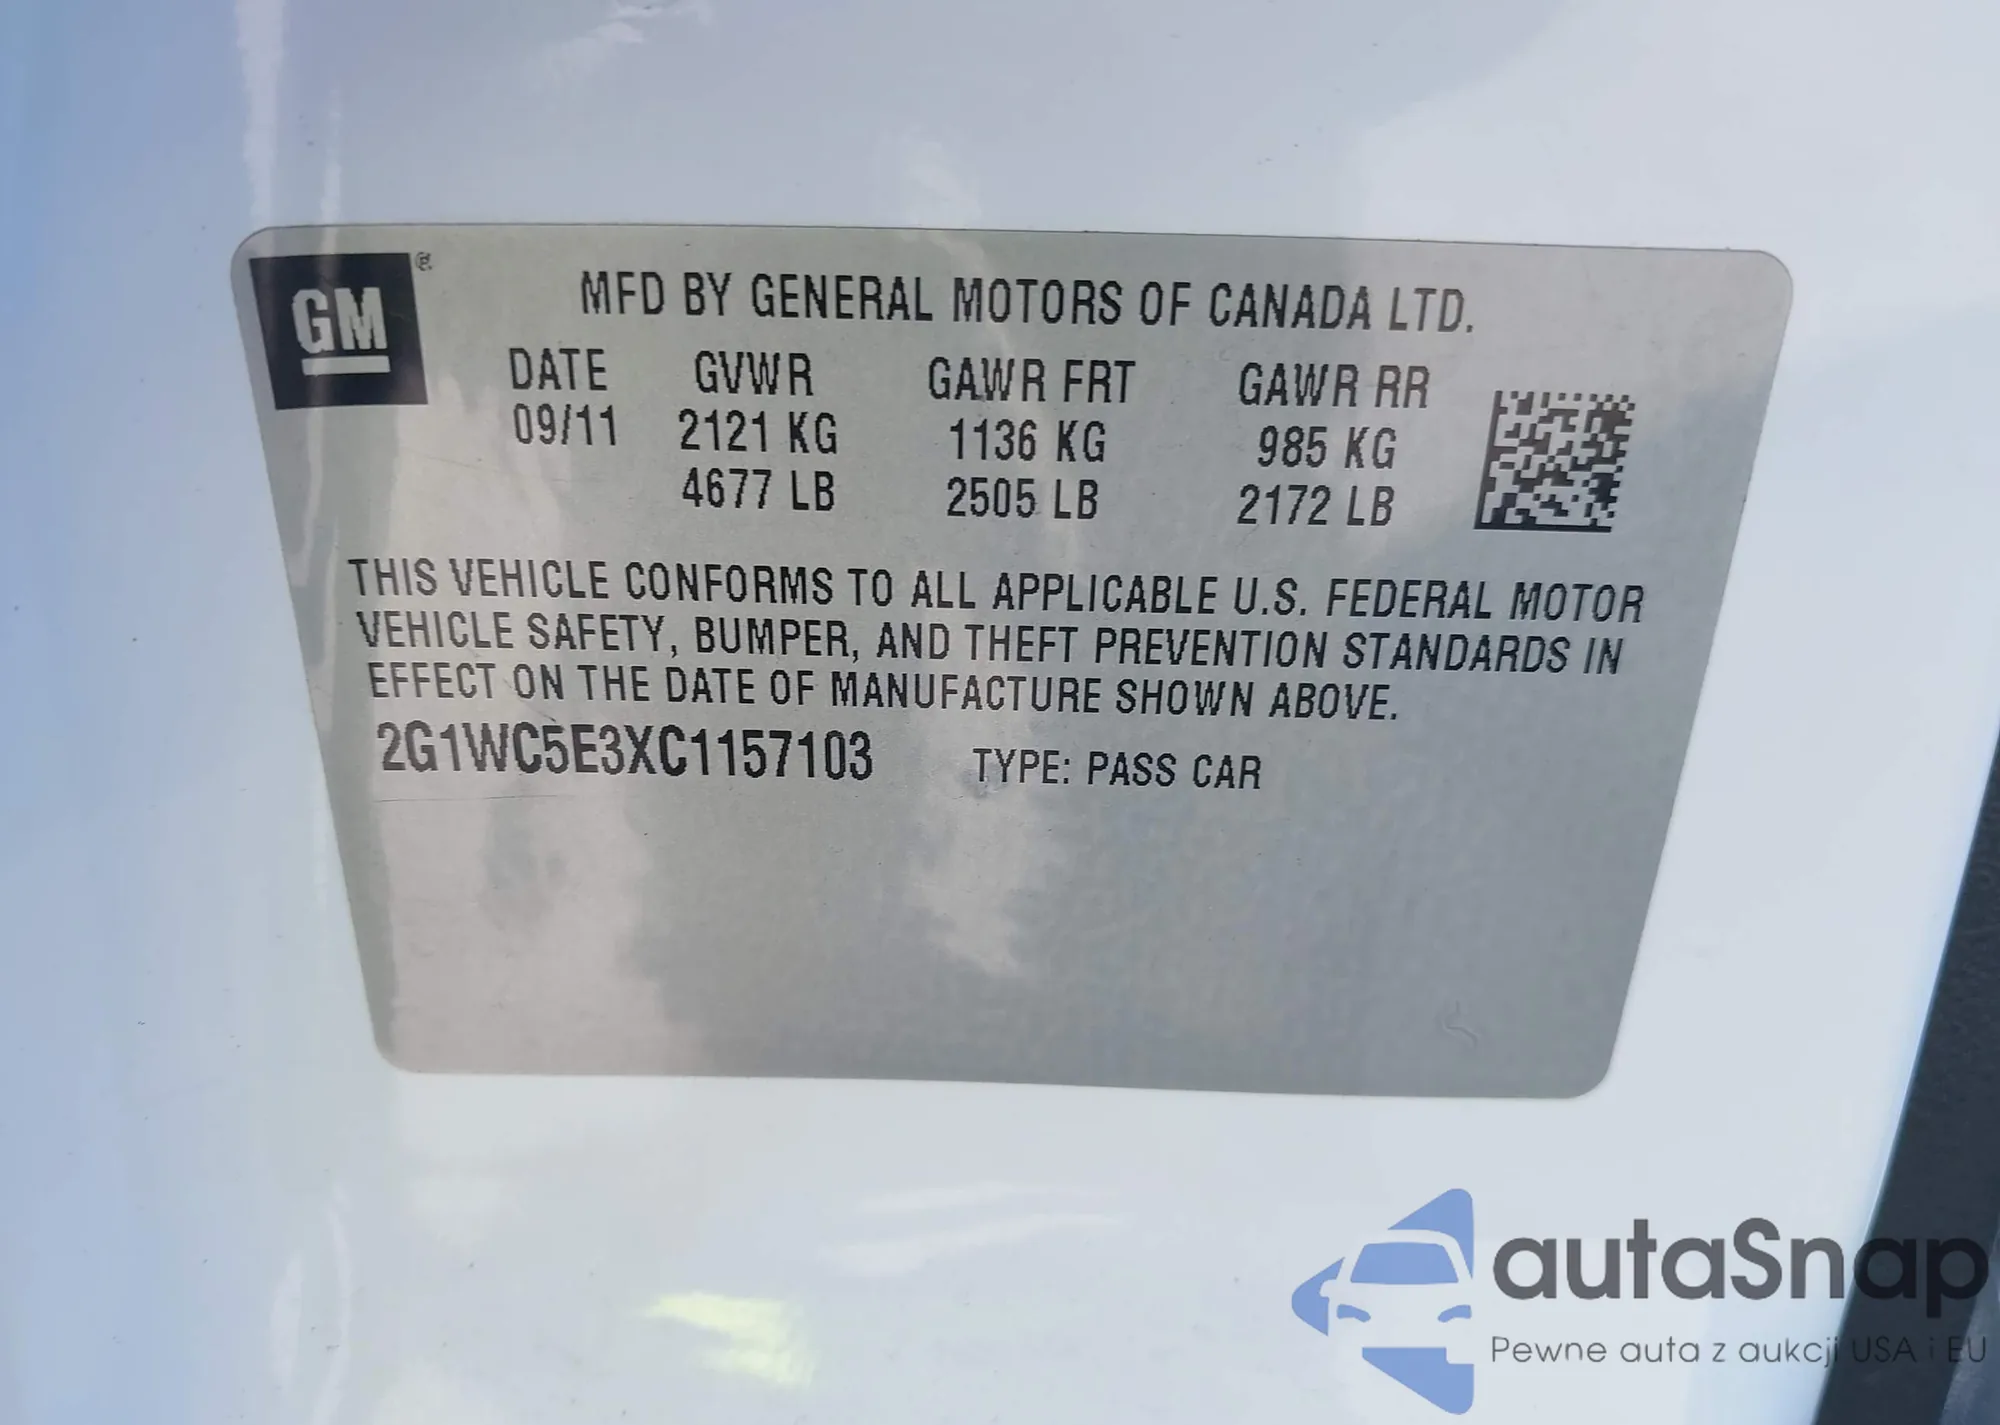 GM
MFD BY GENERAL MOTORS OF CANADA LTD.
DATE GVWR GAWR FRT GAWR RR
09/11 2121 KG 1136 KG 985 KG
4677 LB 2505 LB 2172 LB
THIS VEHICLE CONFORMS TO ALL APPLICABLE U.S. FEDERAL MOTOR
VEHICLE SAFETY, BUMPER, AND THEFT PREVENTION STANDARDS IN
EFFECT ON THE DATE OF MANUFACTURE SHOWN ABOVE.
2G1WC5E3XC1157103 TYPE: PASS CAR
autaSnap
Pewne auta z aukcji USA i EU